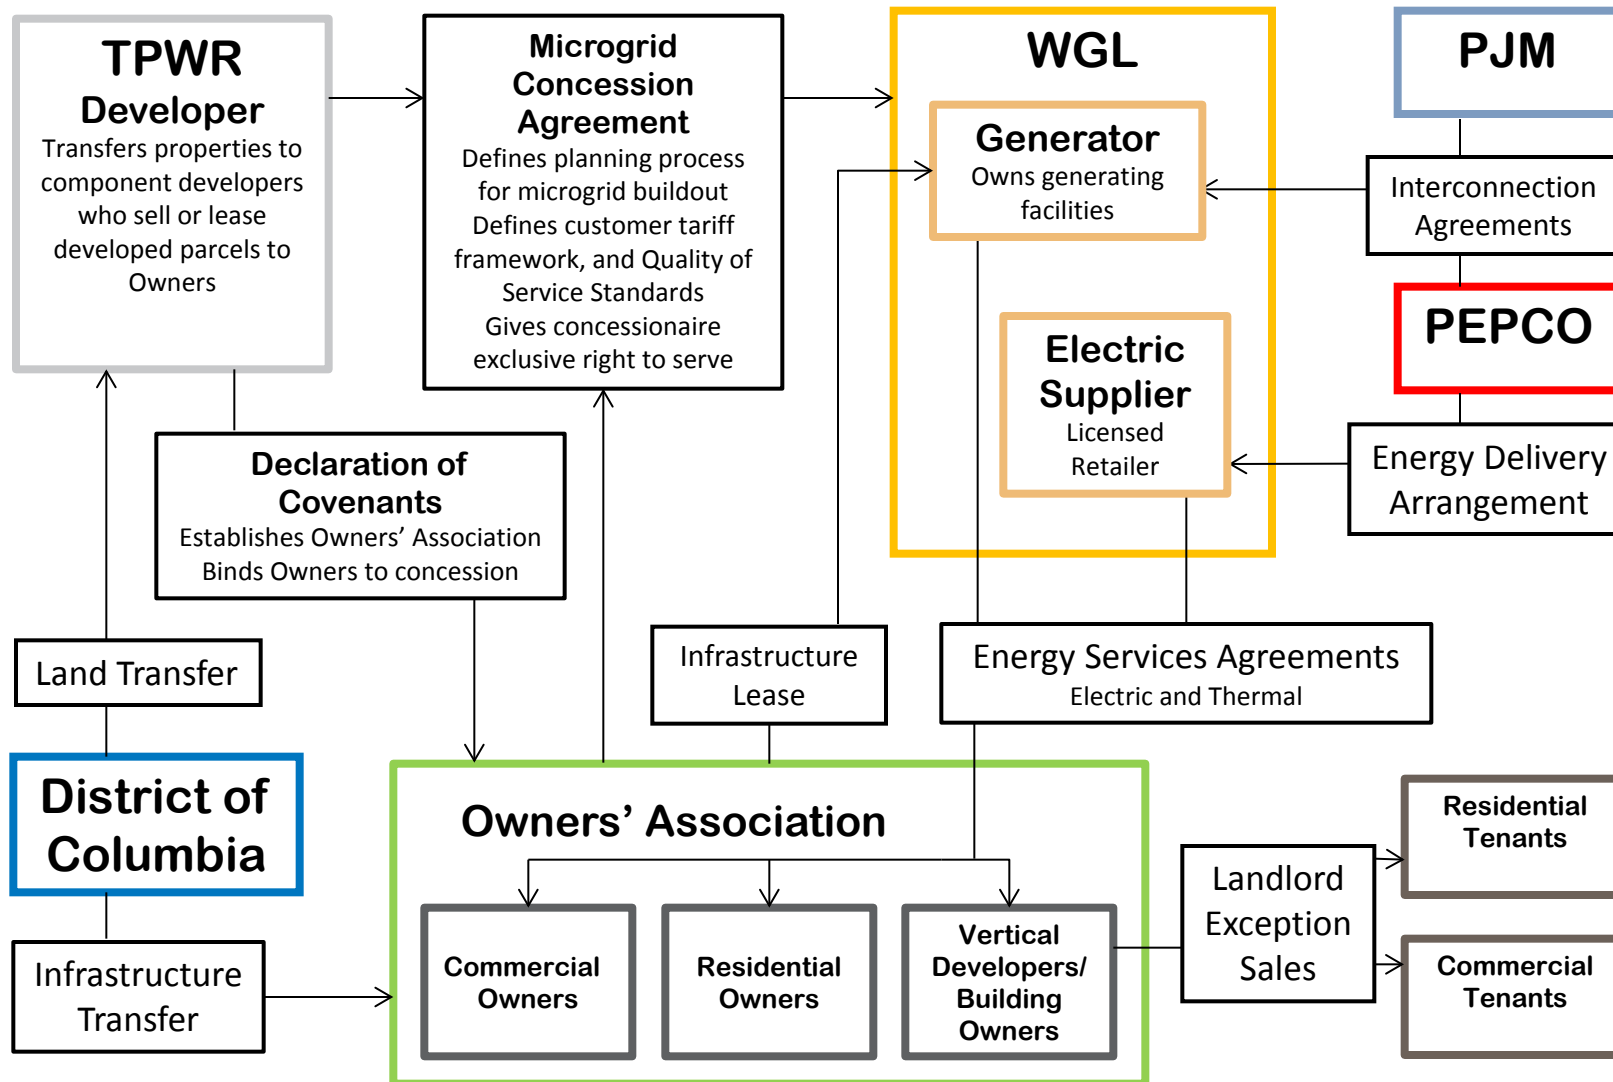 TPWR
Developer
Transfers properties to
component developers
who sell or lease
developed parcels to
Owners
Microgrid
Concession
Agreement
Defines planning process
for microgrid buildout
Defines customer tariff
framework, and Quality of
Service Standards
Gives concessionaire
exclusive right to serve
WGL
Generator
Owns generating
facilities
Electric
Supplier
Licensed
Retailer
PJM
Interconnection
Agreements
PEPCO
Energy Delivery
Arrangement
Declaration of
Covenants
Establishes Owners’ Association
Binds Owners to concession
Land Transfer
Infrastructure
Lease
Energy Services Agreements
Electric and Thermal
District of
Columbia
Infrastructure
Transfer
Owners’ Association
Commercial
Owners
Residential
Owners
Vertical
Developers/
Building
Owners
Landlord
Exception
Sales
Residential
Tenants
Commercial
Tenants